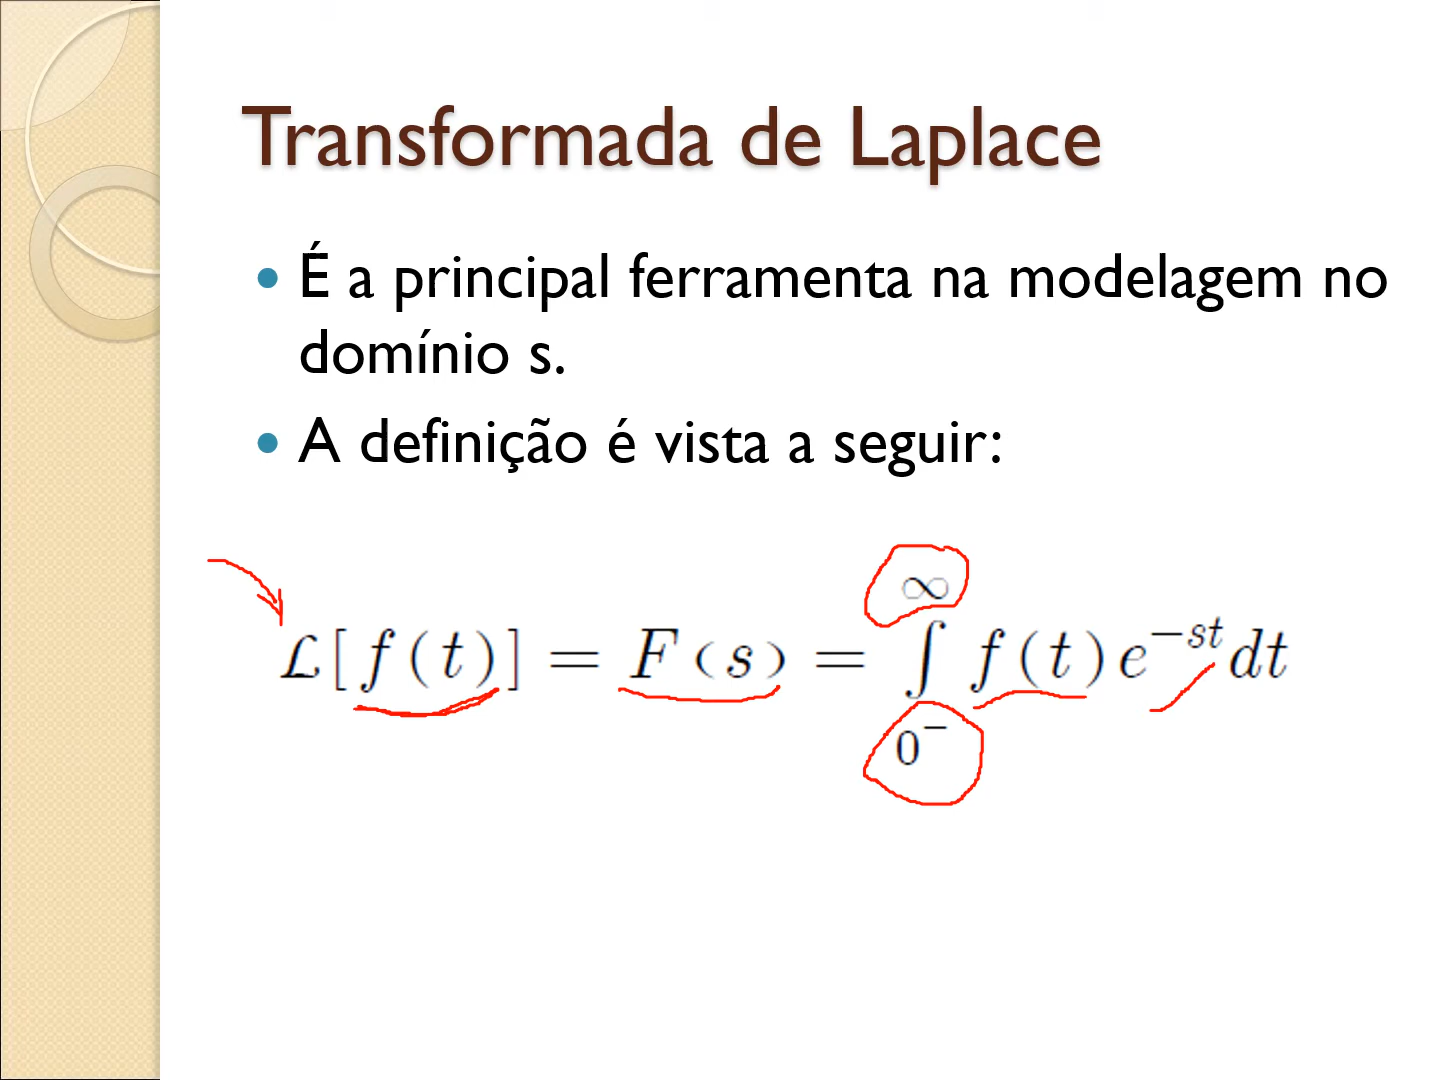 Transformada de Laplace
• É a principal ferramenta na modelagem no
domínio s.
• A definição é vista a seguir:
ℒ[f(t)] = F(s) = ∫₀₋^∞ f(t)e^{−st}dt